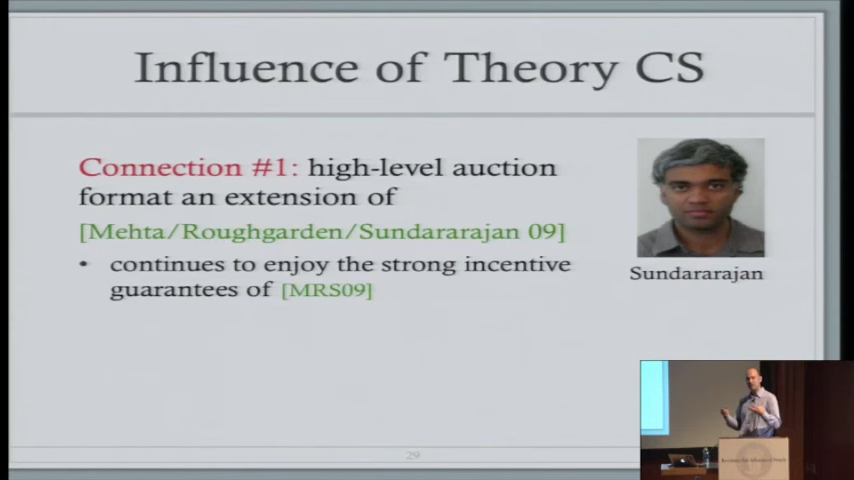 Influence of Theory CS
Connection #1: high-level auction
format an extension of
[Mehta/Roughgarden/Sundararajan 09]
• continues to enjoy the strong incentive
guarantees of [MRS09]
Sundararajan
29